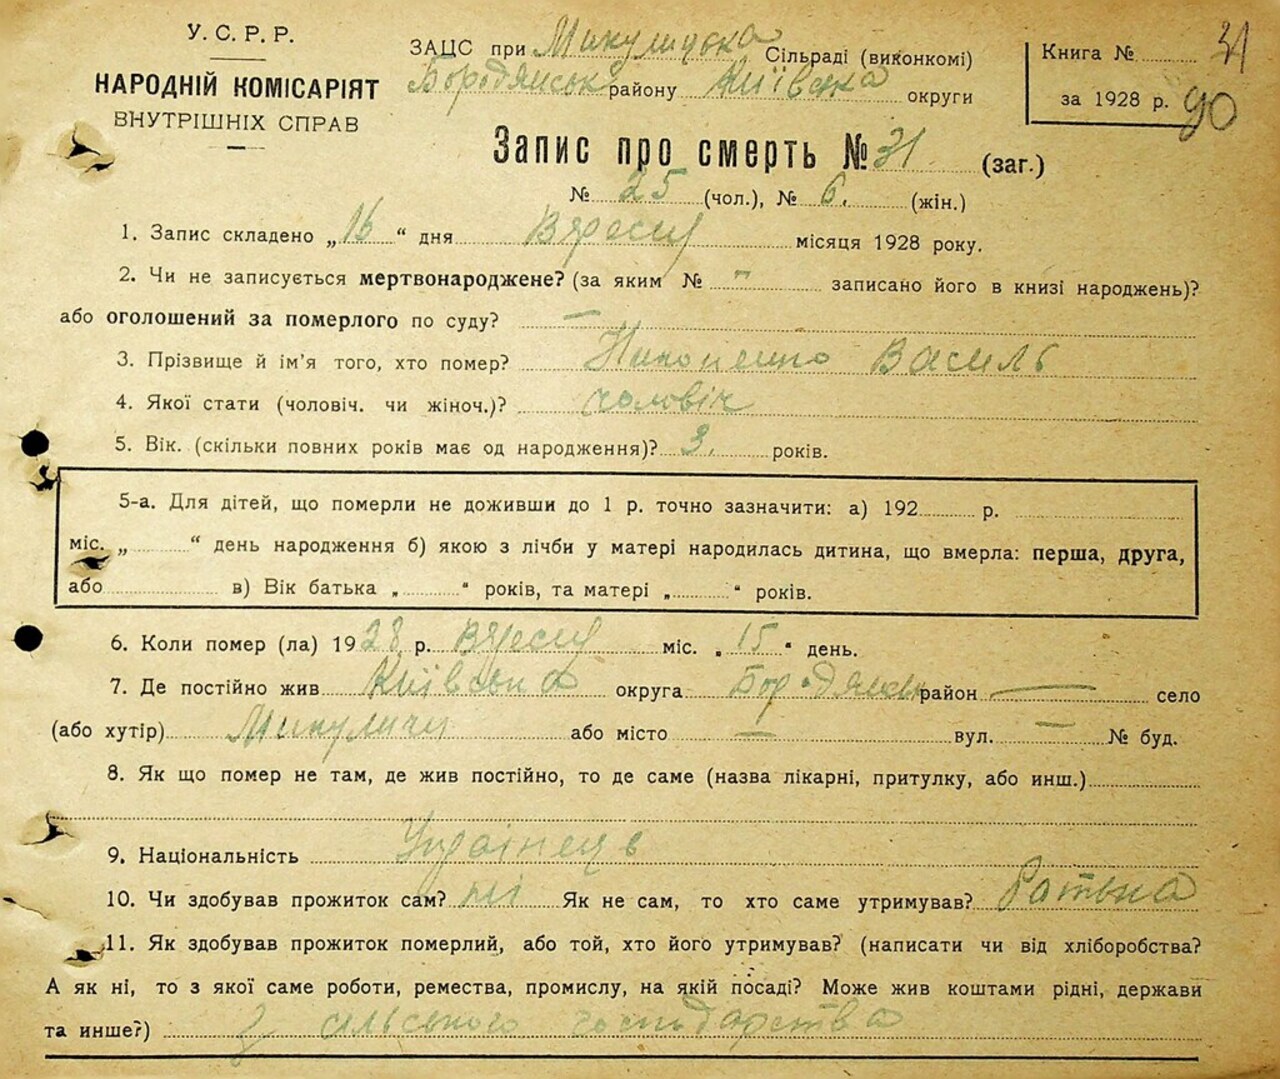 У. С. Р. Р.
НАРОДНІЙ КОМІСАРІЯТ
ВНУТРІШНІХ СПРАВ
ЗАЦС при Микулицька Сільраді (виконкомі)
Бородянськ району Київська округи
Книга № 31
за 1928 р. 90
Запис про смерть № 31 (заг.)
№ 25 (чол.), № 6. (жін.)
1. Запис складено „16“ дня Вересу місяця 1928 року.
2. Чи не записується мертвонароджене? (за яким № - записано його в книзі народжень)?
або оголошений за померлого по суду? —
3. Прізвище й ім'я того, хто помер? Василь
4. Якої стати (чоловіч. чи жіноч.)? чоловіч
5. Вік. (скільки повних років має од народження)? 3. років.
5-а. Для дітей, що померли не доживши до 1 р. точно зазначити: а) 192 р.
міс. „ “ день народження б) якою з лічби у матері народилась дитина, що вмерла: перша, друга,
або в) Вік батька „ “ років, та матері „ “ років.
6. Коли помер (ла) 1928 р. Вересу міс. „15“ день.
7. Де постійно жив Київська округа Бородянськ район — село
(або хутір) Микуличи або місто — вул. — № буд.
8. Як що помер не там, де жив постійно, то де саме (назва лікарні, притулку, або инш.)
9. Національність Українець
10. Чи здобував прожиток сам? ні Як не сам, то хто саме утримував? Батько
11. Як здобував прожиток померлий, або той, хто його утримував? (написати чи від хліборобства?
А як ні, то з якої саме роботи, ремества, промислу, на якій посаді? Може жив коштами рідні, держави
та инше?) З сільського господарства